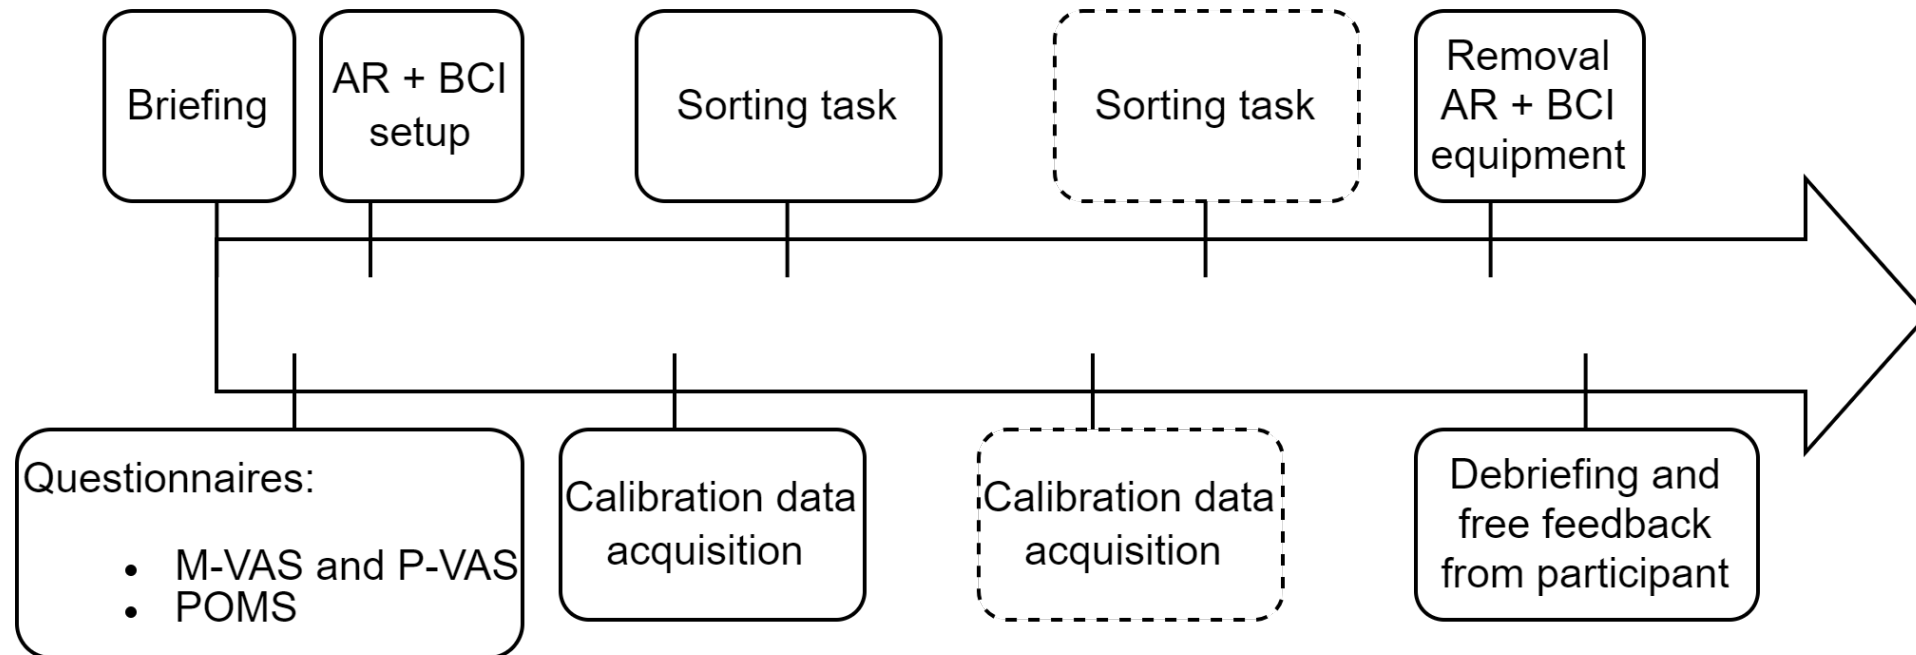 Briefing
AR + BCI
setup
Sorting task
Sorting task
Removal
AR + BCI
equipment
Questionnaires:
• M-VAS and P-VAS
• POMS
Calibration data
acquisition
Calibration data
acquisition
Debriefing and
free feedback
from participant